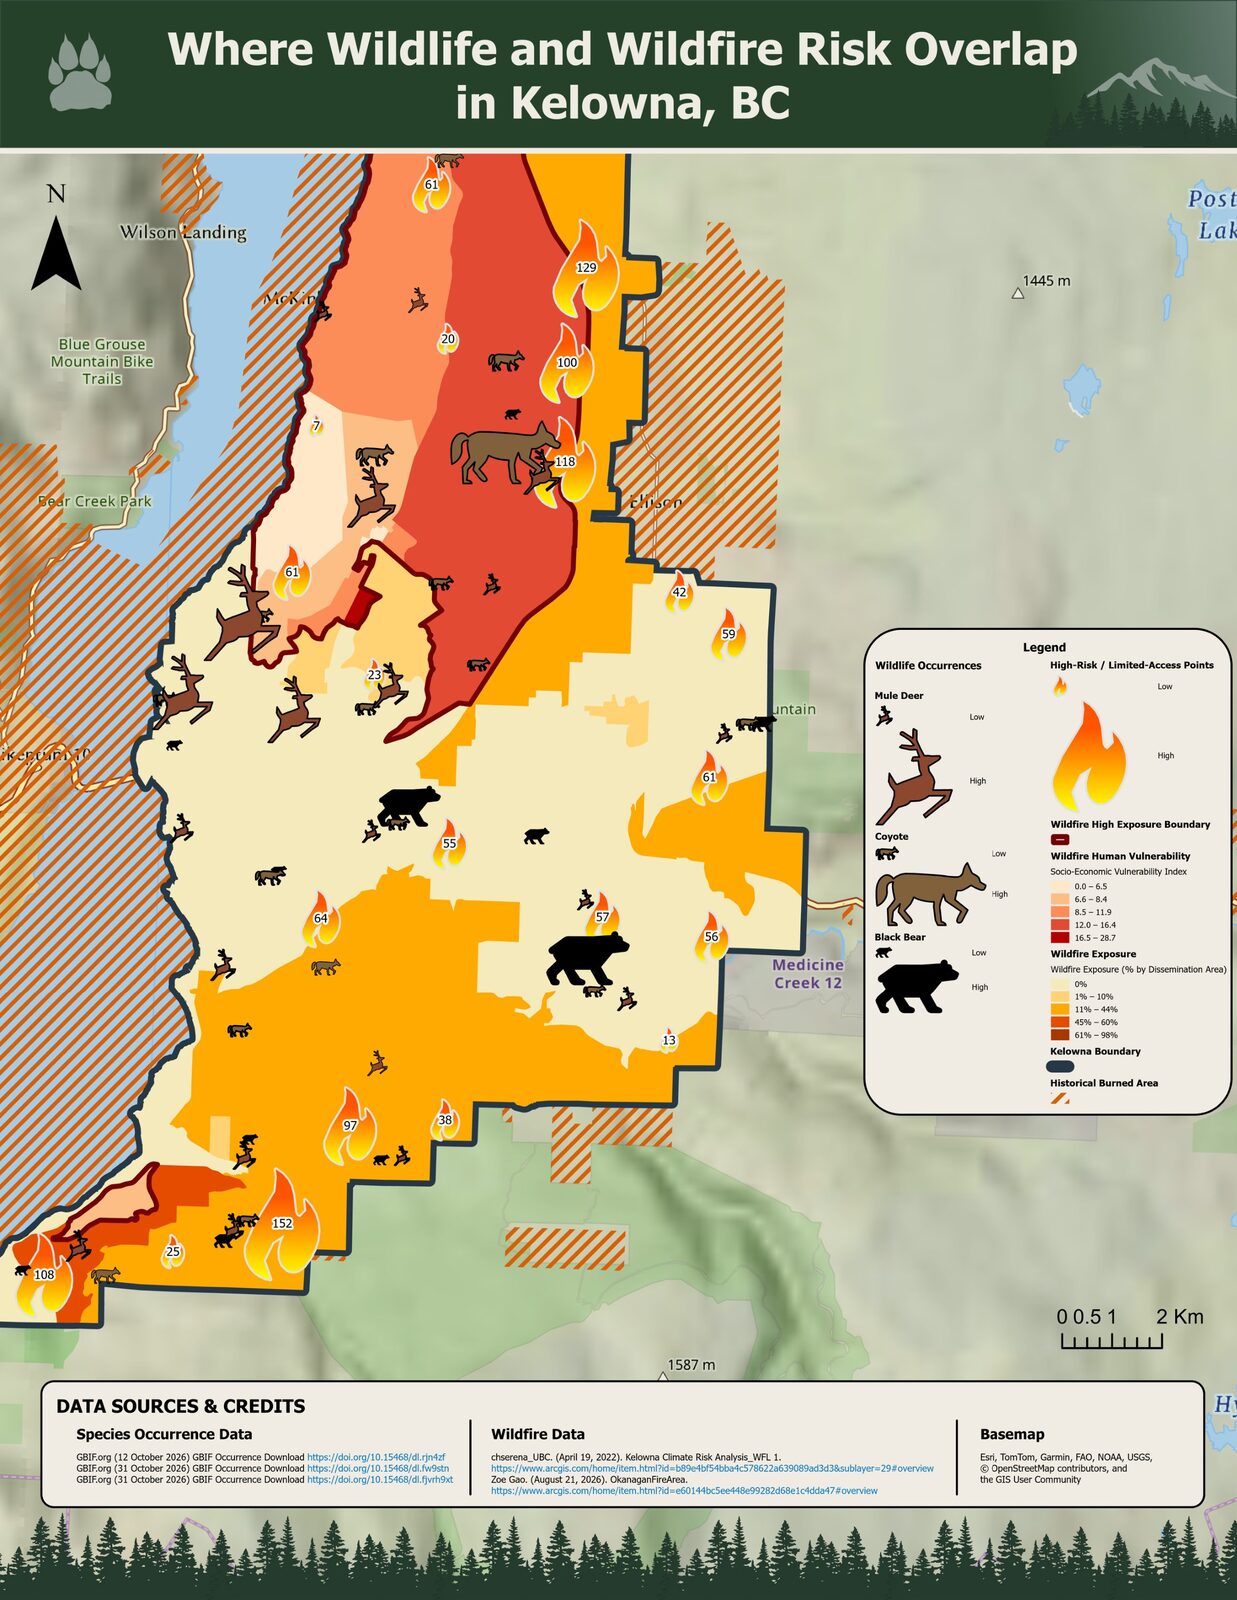 Where Wildlife and Wildfire Risk Overlap
in Kelowna, BC
N
Wilson Landing
Blue Grouse
Mountain Bike
Trails
Bear Creek Park
Ellison
1445 m
Post
Lak
61
129
20
100
7
118
61
42
59
23
untain
61
55
64
57
56
Medicine
Creek 12
13
97
38
152
25
108
1587 m
Hy
Legend
Wildlife Occurrences
Mule Deer
Low
High
Coyote
Low
High
Black Bear
Low
High
High-Risk / Limited-Access Points
Low
High
Wildfire High Exposure Boundary
Wildfire Human Vulnerability
Socio-Economic Vulnerability Index
0.0 – 6.5
6.6 – 8.4
8.5 – 11.9
12.0 – 16.4
16.5 – 28.7
Wildfire Exposure
Wildfire Exposure (% by Dissemination Area)
0%
1% – 10%
11% – 44%
45% – 60%
61% – 98%
Kelowna Boundary
Historical Burned Area
0 0.5 1 2 Km
DATA SOURCES & CREDITS
Species Occurrence Data
GBIF.org (12 October 2026) GBIF Occurrence Download https://doi.org/10.15468/dl.rjn4zf
GBIF.org (31 October 2026) GBIF Occurrence Download https://doi.org/10.15468/dl.fw9stn
GBIF.org (31 October 2026) GBIF Occurrence Download https://doi.org/10.15468/dl.fjvrh9xt
Wildfire Data
chserena_UBC. (April 19, 2022). Kelowna Climate Risk Analysis_WFL 1.
https://www.arcgis.com/home/item.html?id=b89e4bf54bba4c578622a639089ad3d3&sublayer=29#overview
Zoe Gao. (August 21, 2026). OkanaganFireArea.
https://www.arcgis.com/home/item.html?id=e60144bc5ee448e99282d68e1c4dda47#overview
Basemap
Esri, TomTom, Garmin, FAO, NOAA, USGS,
© OpenStreetMap contributors, and
the GIS User Community